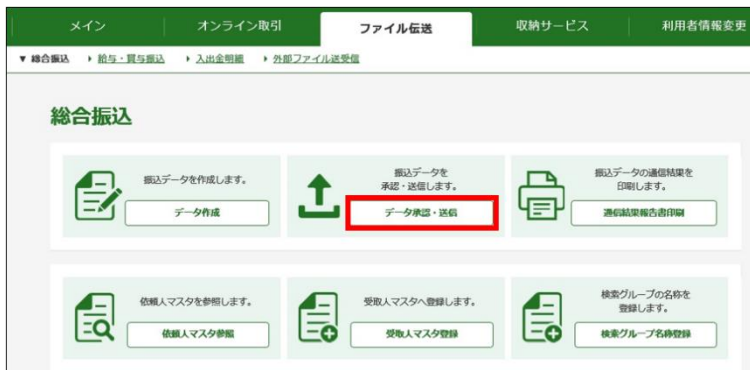 メイン オンライン取引 ファイル伝送 収納サービス 利用者情報変更
▼ 総合振込 ▶ 給与・賞与振込 ▶ 入出金明細 ▶ 外部ファイル送受信
総合振込
振込データを作成します。
データ作成
振込データを
承認・送信します。
データ承認・送信
振込データの通信結果を
印刷します。
通信結果報告書印刷
依頼人マスタを参照します。
依頼人マスタ参照
受取人マスタへ登録します。
受取人マスタ登録
検索グループの名称を
登録します。
検索グループ名称登録